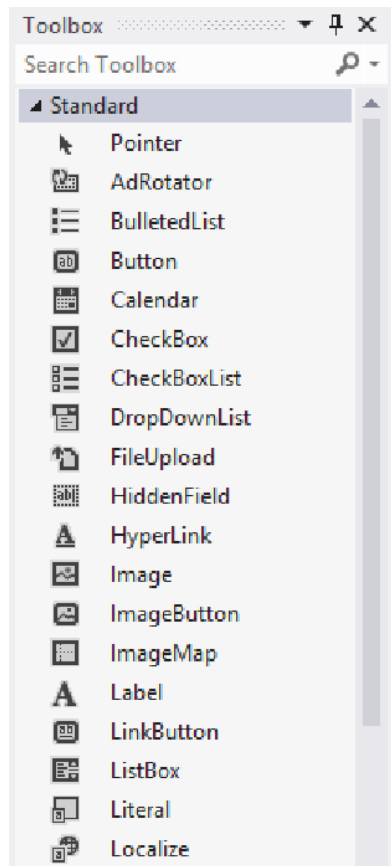 Toolbox
Search Toolbox
Standard
Pointer
AdRotator
BulletedList
Button
Calendar
CheckBox
CheckBoxList
DropDownList
FileUpload
HiddenField
HyperLink
Image
ImageButton
ImageMap
Label
LinkButton
ListBox
Literal
Localize